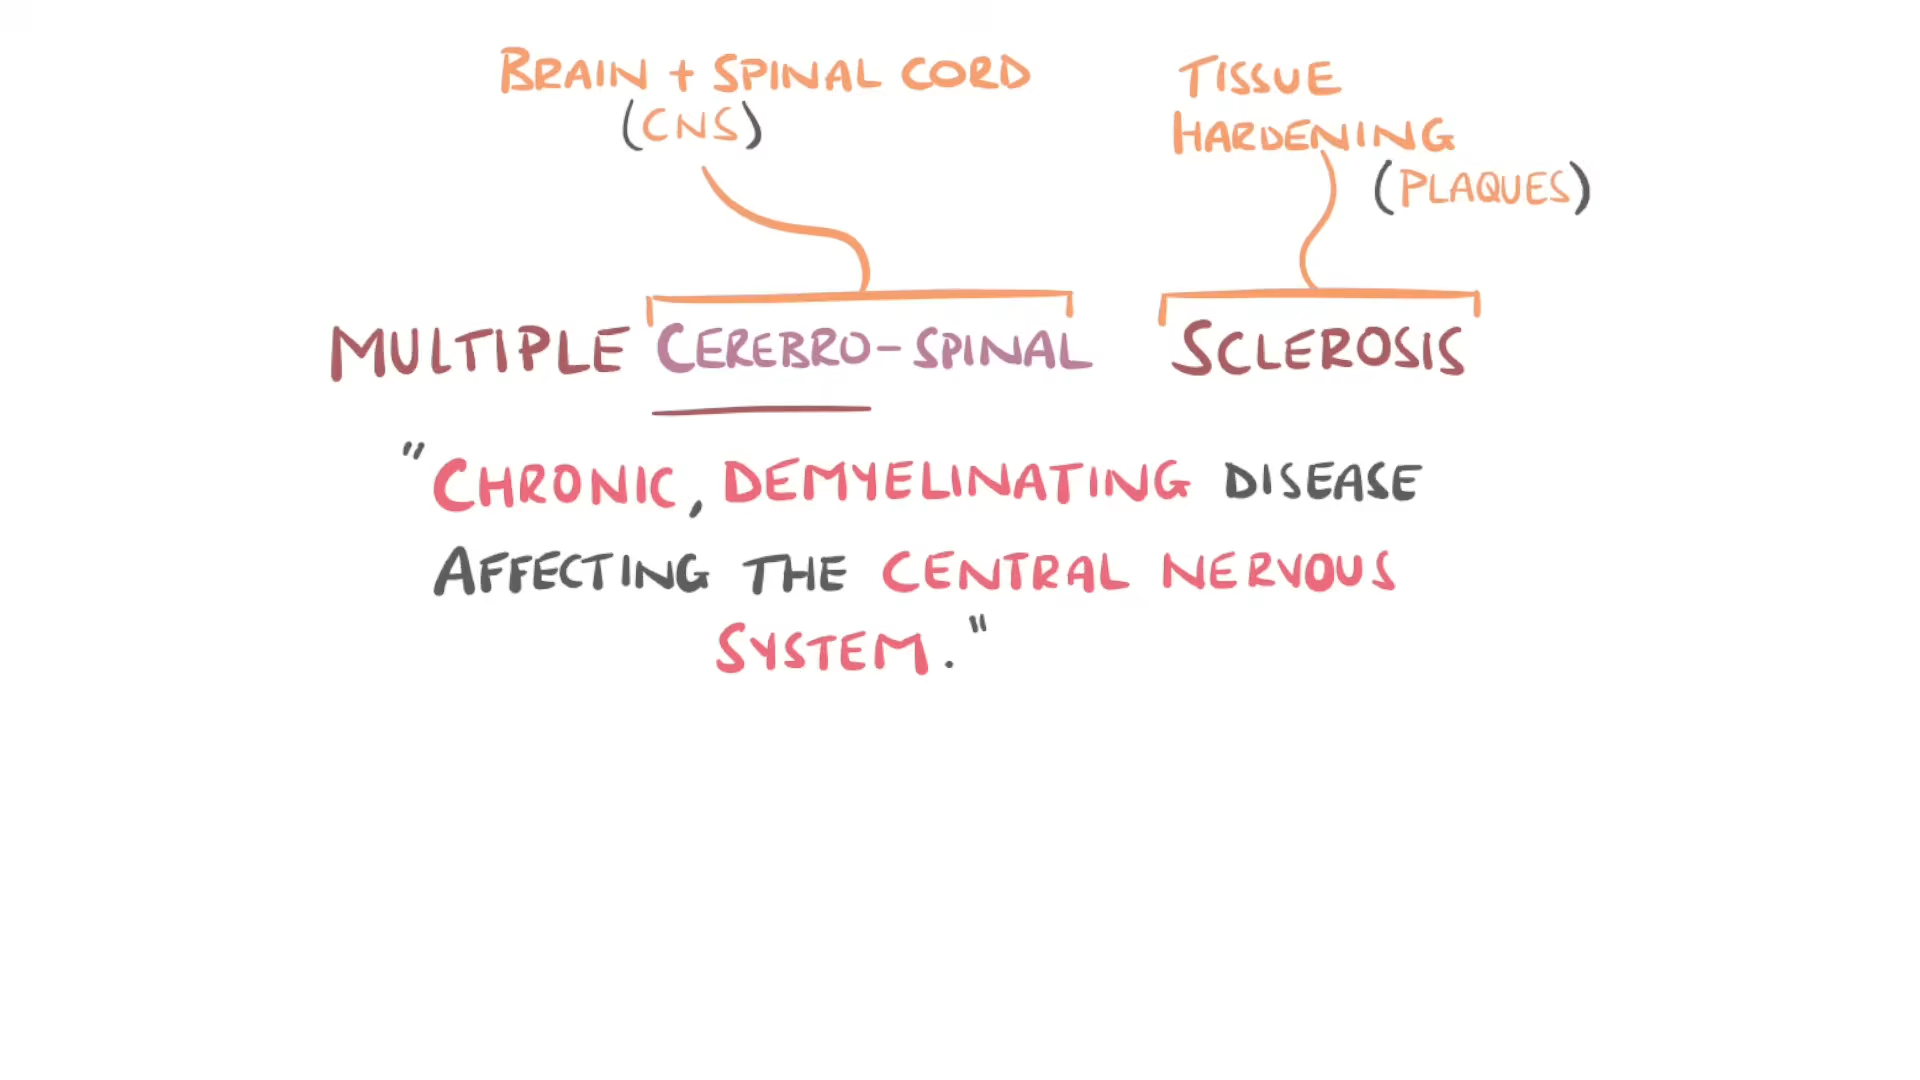 BRAIN + SPINAL CORD
(CNS)
TISSUE
HARDENING
(PLAQUES)
MULTIPLE CEREBRO-SPINAL SCLEROSIS
"CHRONIC, DEMYELINATING DISEASE
AFFECTING THE CENTRAL NERVOUS
SYSTEM."